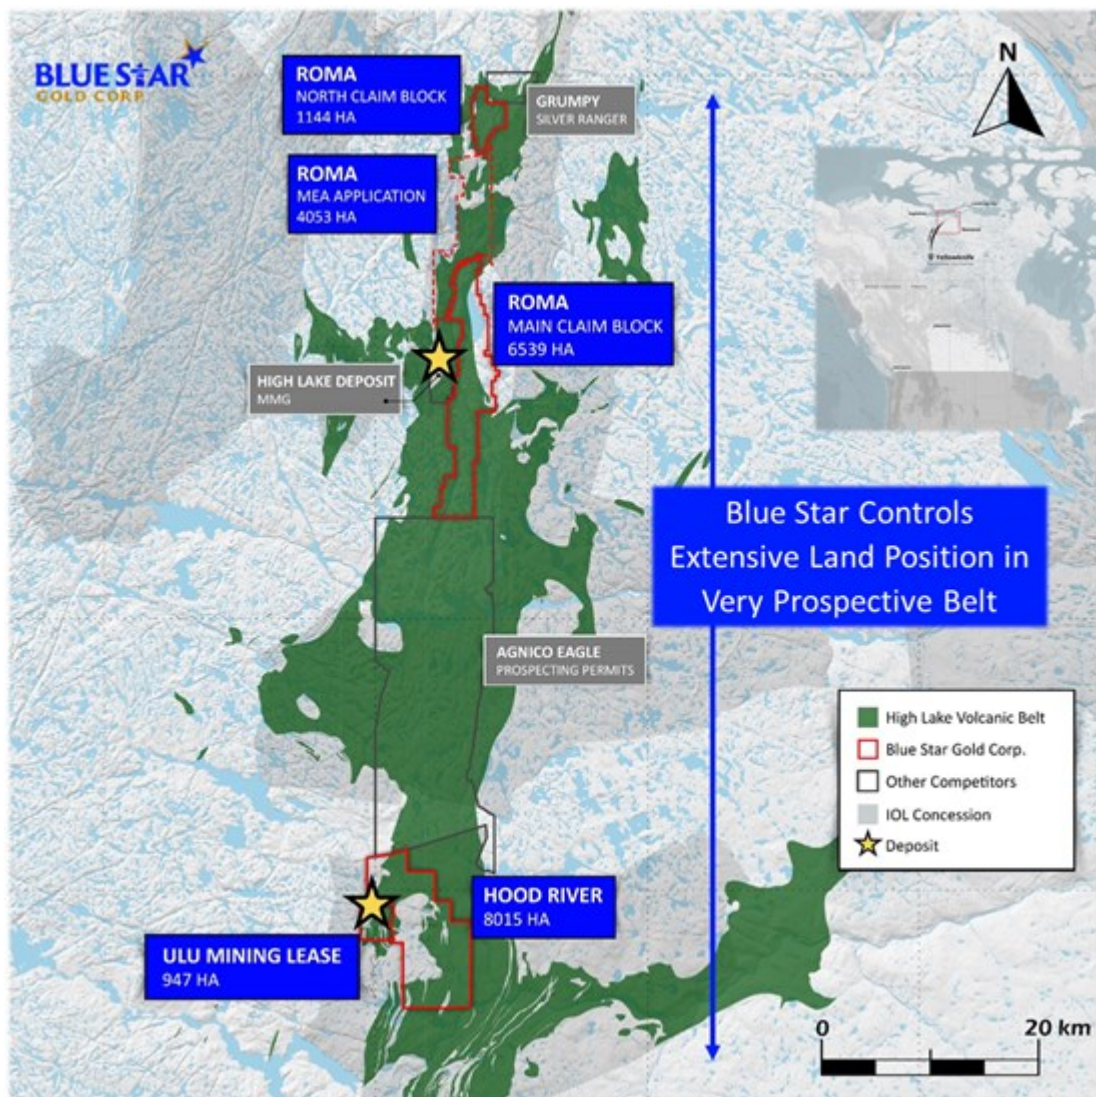 BLUE STAR
GOLD CORP
ROMA
NORTH CLAIM BLOCK
1144 HA
GRUMPY
SILVER RANGER
N
ROMA
MEA APPLICATION
4053 HA
Yellowknife
ROMA
MAIN CLAIM BLOCK
6539 HA
HIGH LAKE DEPOSIT
MMG
Blue Star Controls
Extensive Land Position in
Very Prospective Belt
AGNICO EAGLE
PROSPECTING PERMITS
High Lake Volcanic Belt
Blue Star Gold Corp.
Other Competitors
IOL Concession
Deposit
HOOD RIVER
8015 HA
ULU MINING LEASE
947 HA
0
20 km